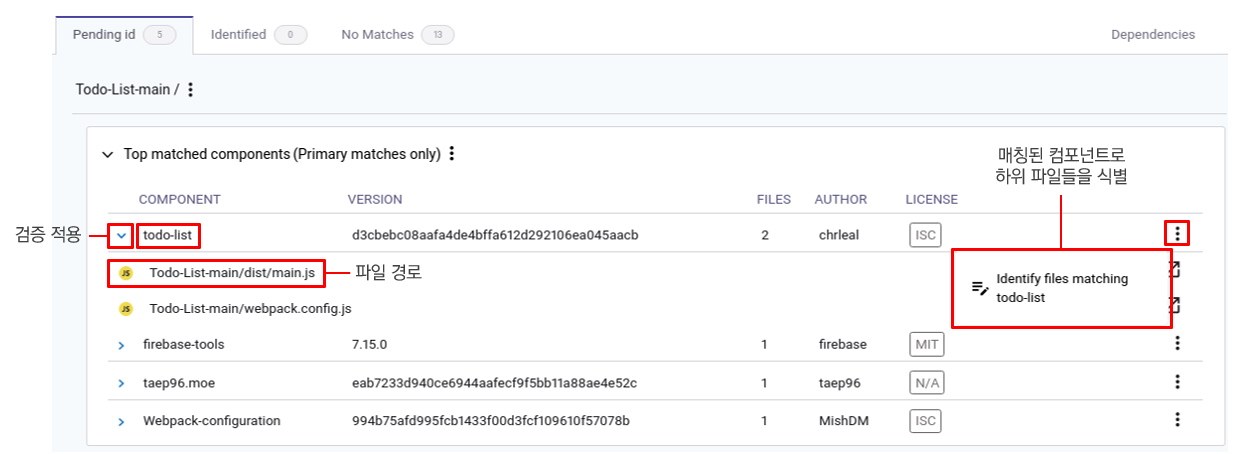 Pending id 5 Identified 0 No Matches 13 Dependencies
Todo-List-main /
Top matched components (Primary matches only)
매칭된 컴포넌트로
하위 파일들을 식별
COMPONENT VERSION FILES AUTHOR LICENSE
검증 적용
todo-list d3cbebc08aafa4de4bffa612d292106ea045aacb 2 chrleal ISC
JS Todo-List-main/dist/main.js 파일 경로
Identify files matching
todo-list
JS Todo-List-main/webpack.config.js
firebase-tools 7.15.0 1 firebase MIT
taep96.moe eab7233d940ce6944aafecf9f5bb11a88ae4e52c 1 taep96 N/A
Webpack-configuration 994b75afd995fcb1433f00d3fcf109610f57078b 1 MishDM ISC